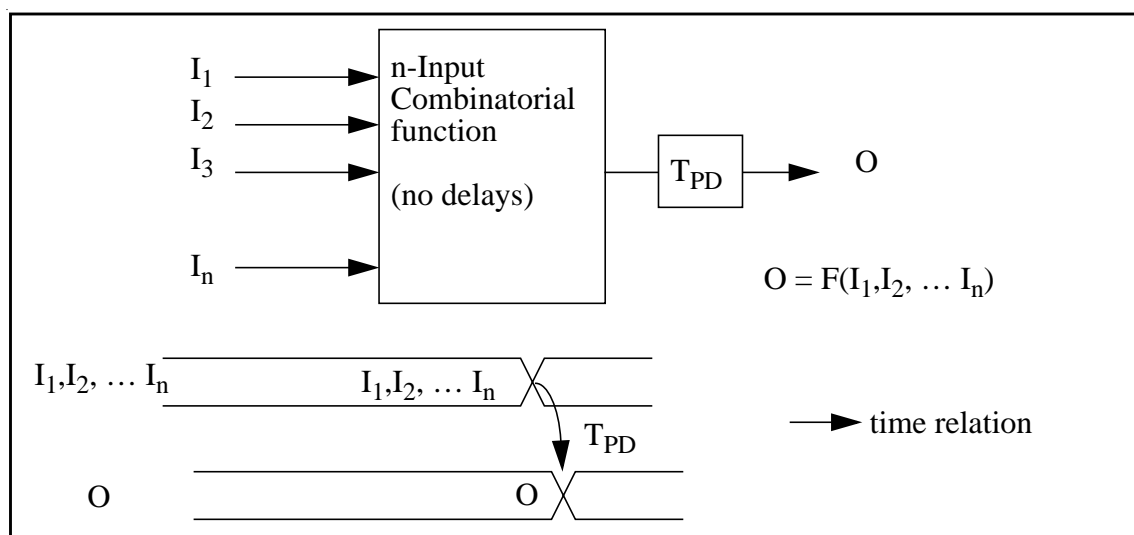 I1
I2
I3
In
n-Input
Combinatorial
function
(no delays)
TPD
O
O = F(I1,I2, … In)
I1,I2, … In
I1,I2, … In
TPD
time relation
O
O